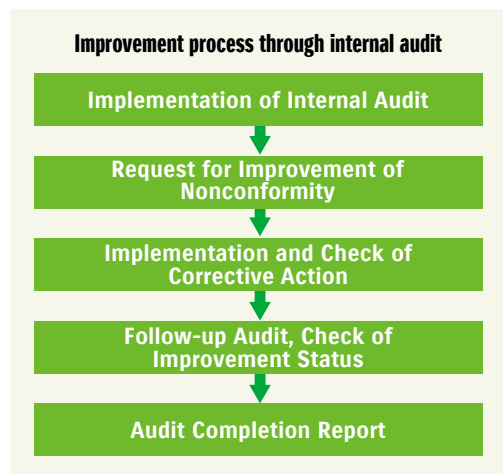 Improvement process through internal audit
Implementation of Internal Audit
Request for Improvement of
Nonconformity
Implementation and Check of
Corrective Action
Follow-up Audit, Check of
Improvement Status
Audit Completion Report